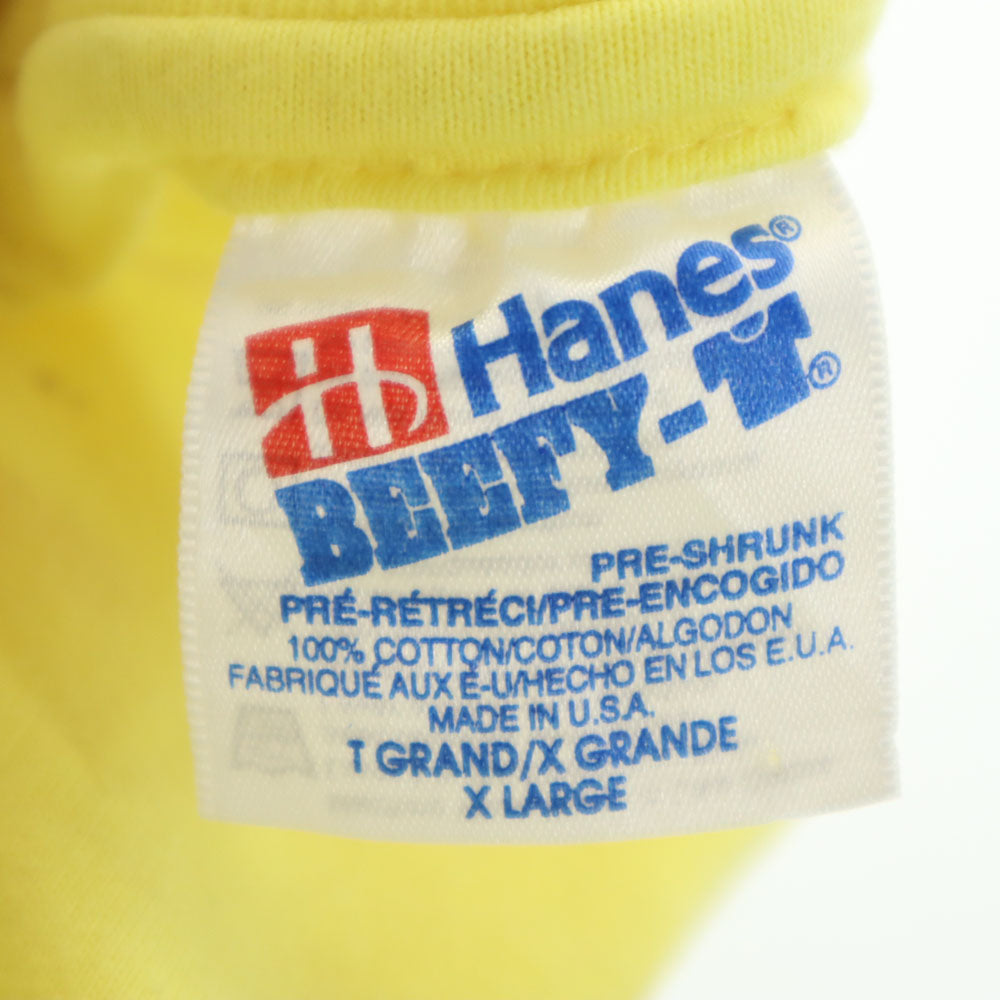 Hanes®
BEEFY-T®
PRE-SHRUNK
PRÉ-RÉTRÉCI/PRE-ENCOGIDO
100% COTTON/COTON/ALGODON
FABRIQUÉ AUX E-U/HECHO EN LOS E.U.A.
MADE IN U.S.A.
T GRAND/X GRANDE
X LARGE